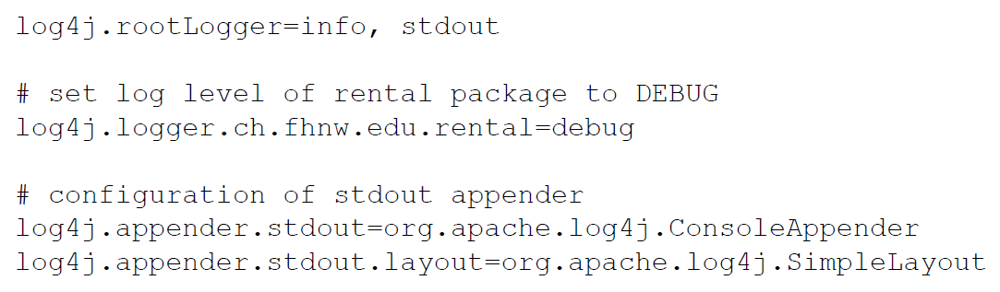 log4j.rootLogger=info, stdout
# set log level of rental package to DEBUG
log4j.logger.ch.fhnw.edu.rental=debug
# configuration of stdout appender
log4j.appender.stdout=org.apache.log4j.ConsoleAppender
log4j.appender.stdout.layout=org.apache.log4j.SimpleLayout